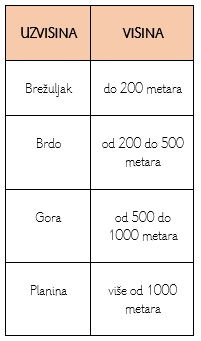 UZVISINA VISINA
Brežuljak do 200 metara
Brdo od 200 do 500
metara
Gora od 500 do
1000 metara
Planina više od 1000
metara